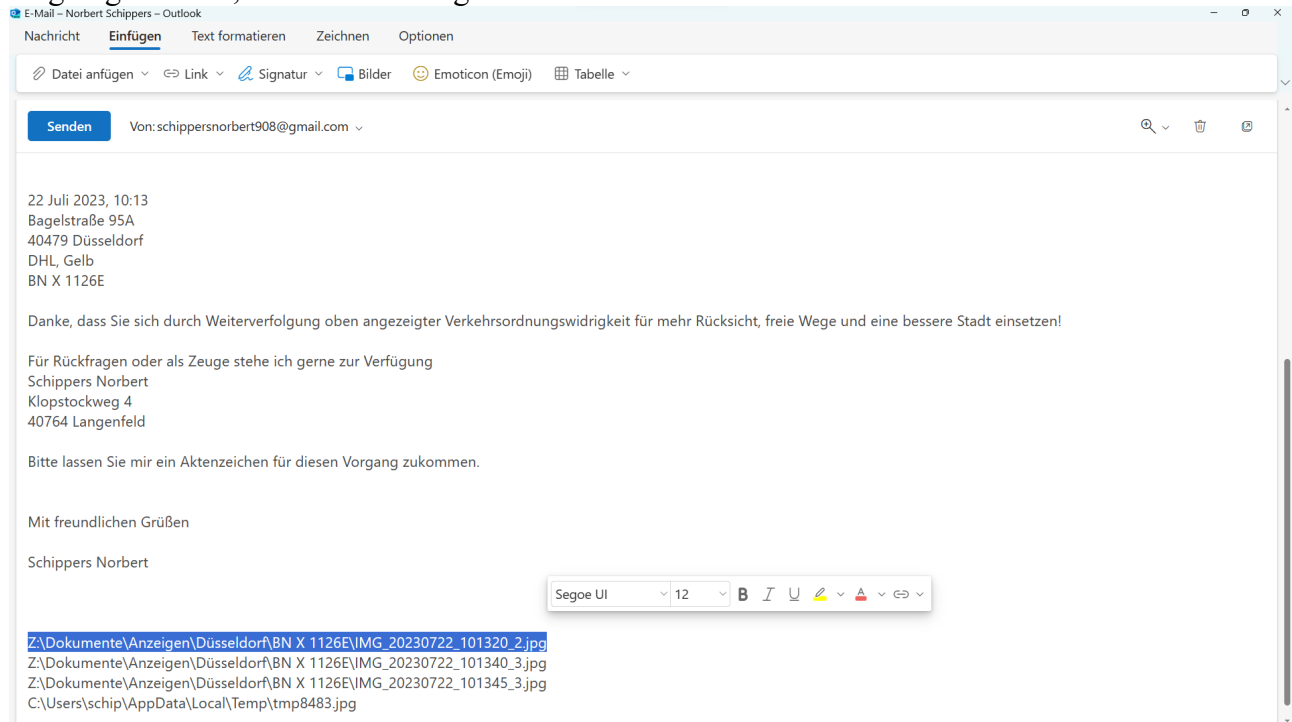 E-Mail – Norbert Schippers – Outlook
Nachricht Einfügen Text formatieren Zeichnen Optionen
Datei anfügen Link Signatur Bilder Emoticon (Emoji) Tabelle
Senden Von: schippersnorbert908@gmail.com
22 Juli 2023, 10:13
Bagelstraße 95A
40479 Düsseldorf
DHL, Gelb
BN X 1126E
Danke, dass Sie sich durch Weiterverfolgung oben angezeigter Verkehrsordnungswidrigkeit für mehr Rücksicht, freie Wege und eine bessere Stadt einsetzen!
Für Rückfragen oder als Zeuge stehe ich gerne zur Verfügung
Schippers Norbert
Klopstockweg 4
40764 Langenfeld
Bitte lassen Sie mir ein Aktenzeichen für diesen Vorgang zukommen.
Mit freundlichen Grüßen
Schippers Norbert
Segoe UI 12 B I U A
Z:\Dokumente\Anzeigen\Düsseldorf\BN X 1126E\IMG_20230722_101320_2.jpg
Z:\Dokumente\Anzeigen\Düsseldorf\BN X 1126E\IMG_20230722_101340_3.jpg
Z:\Dokumente\Anzeigen\Düsseldorf\BN X 1126E\IMG_20230722_101345_3.jpg
C:\Users\schip\AppData\Local\Temp\tmp8483.jpg